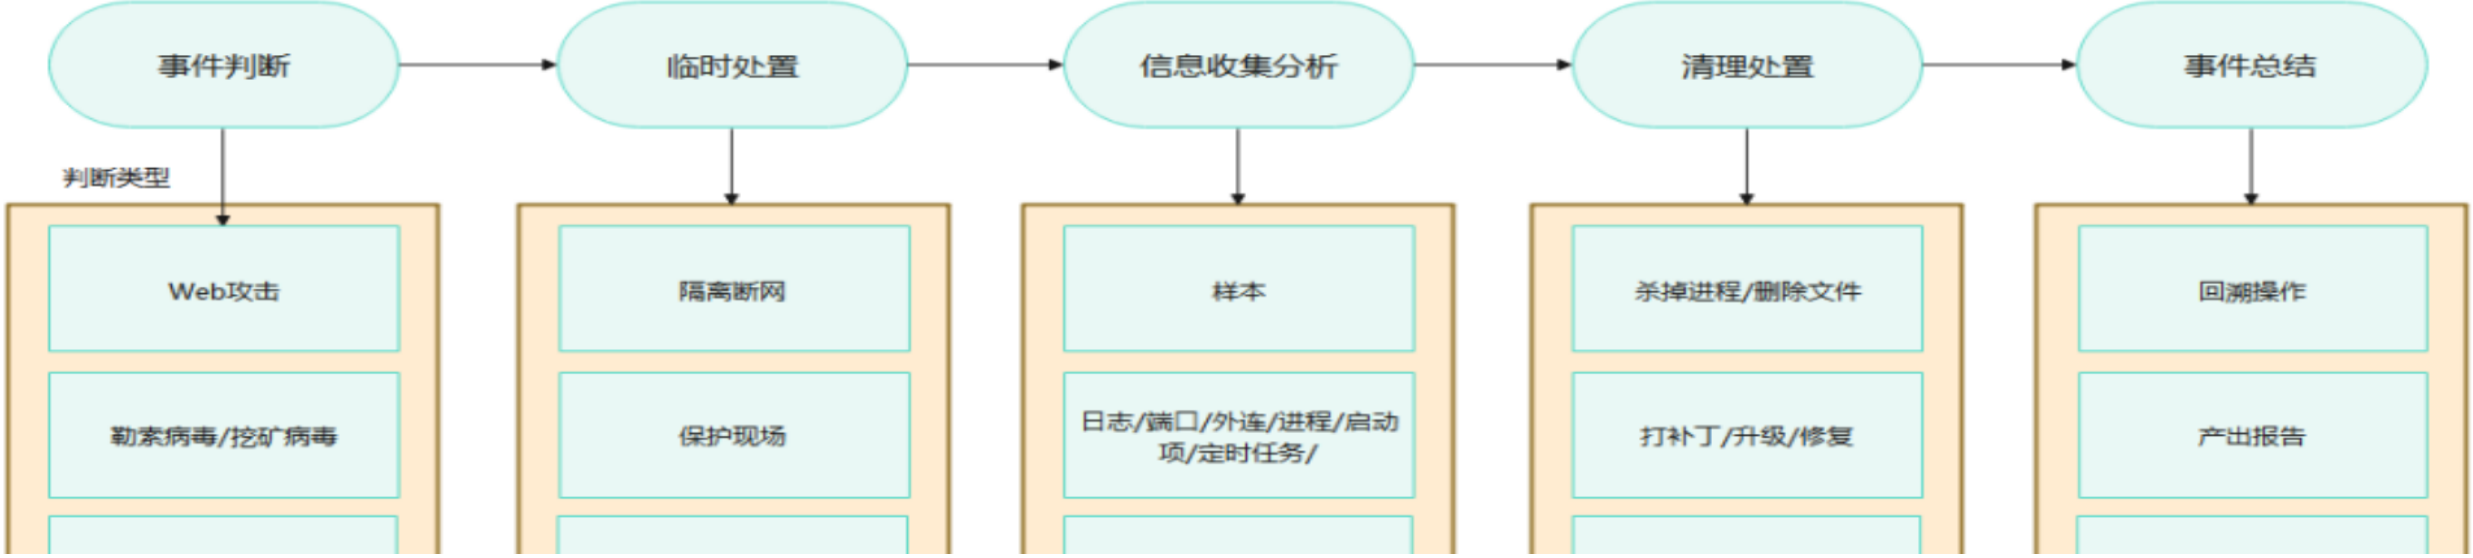 事件判断
临时处置
信息收集分析
清理处置
事件总结
判断类型
Web攻击
隔离断网
样本
杀掉进程/删除文件
回溯操作
勒索病毒/挖矿病毒
保护现场
日志/端口/外连/进程/启动
项/定时任务/
打补丁/升级/修复
产出报告